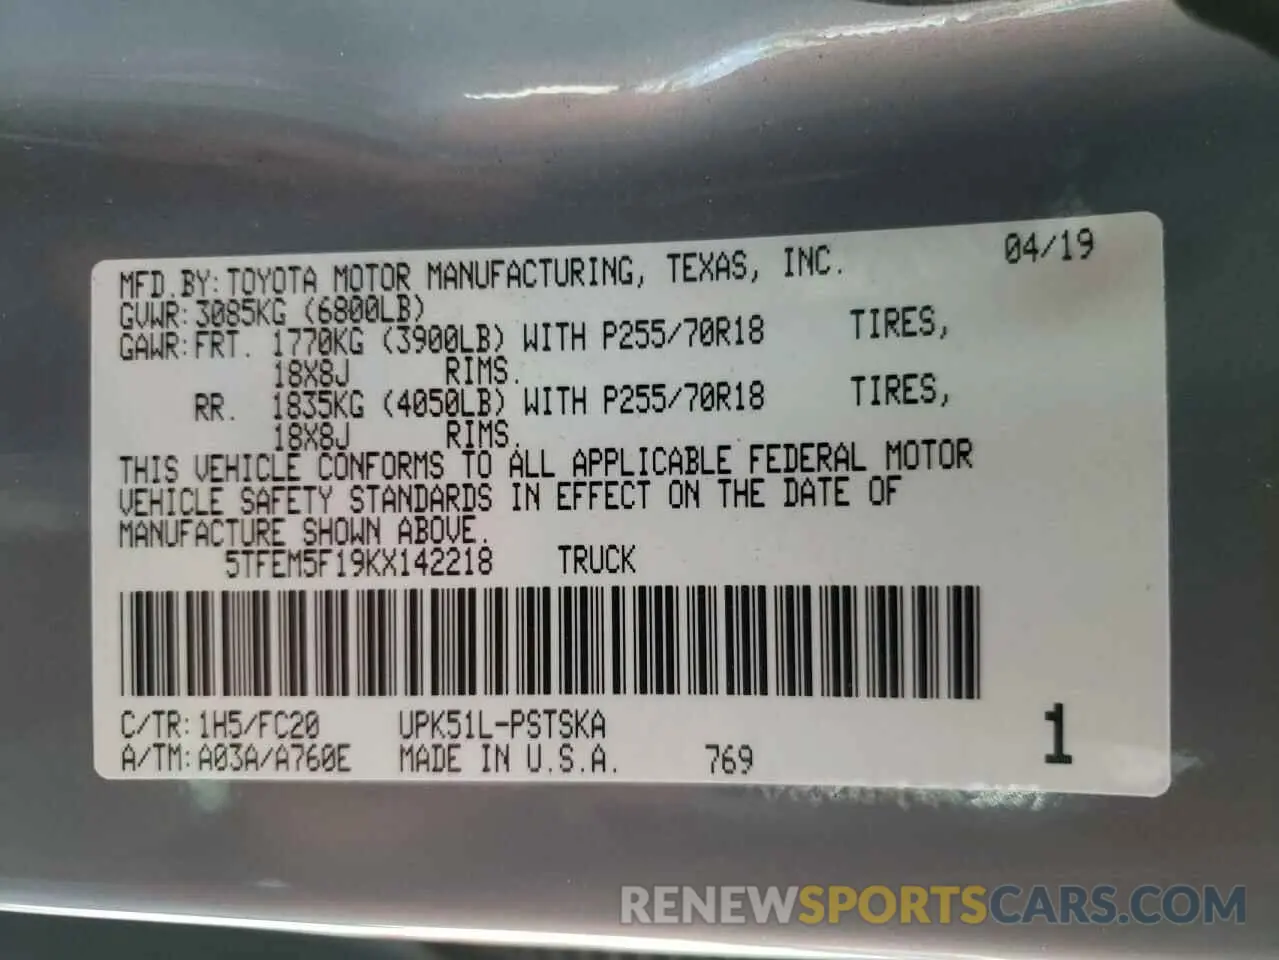 MFD.BY:TOYOTA MOTOR MANUFACTURING, TEXAS, INC. 04/19
GVWR:3085KG (6800LB)
GAWR:FRT. 1770KG (3900LB) WITH P255/70R18 TIRES,
18X8J RIMS.
RR. 1835KG (4050LB) WITH P255/70R18 TIRES,
18X8J RIMS.
THIS VEHICLE CONFORMS TO ALL APPLICABLE FEDERAL MOTOR
VEHICLE SAFETY STANDARDS IN EFFECT ON THE DATE OF
MANUFACTURE SHOWN ABOVE.
5TFEM5F19KX142218 TRUCK
C/TR:1H5/FC20 UPK51L-PSTSKA
A/TM:A03A/A760E MADE IN U.S.A. 769 1
RENEWSPORTSCARS.COM